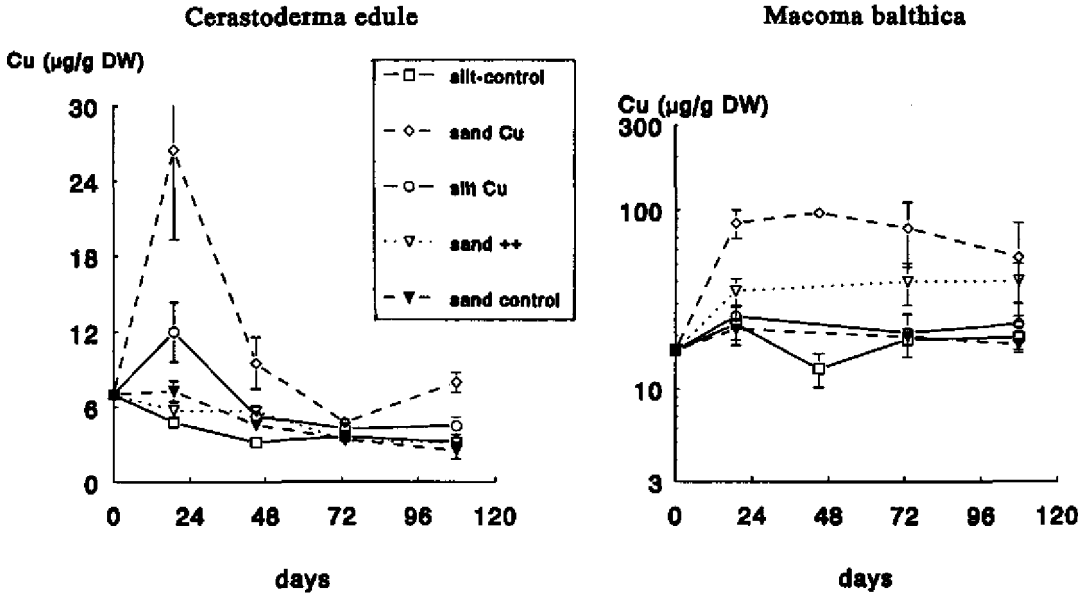 Cerastoderma edule
Cu (µg/g DW)
30
24
18
12
6
0
0 24 48 72 96 120
days
silt-control
sand Cu
silt Cu
sand ++
sand control
Macoma balthica
Cu (µg/g DW)
300
100
10
3
0 24 48 72 96 120
days